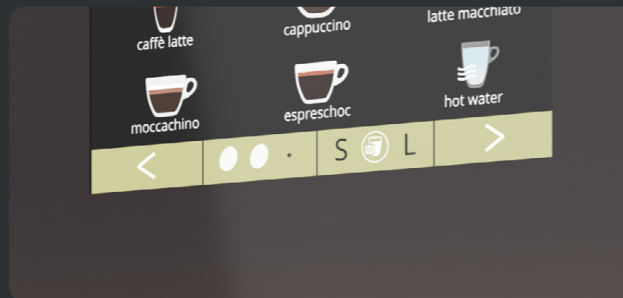 caffè latte
cappuccino
latte macchiato
moccachino
espreschoc
hot water
< S L >